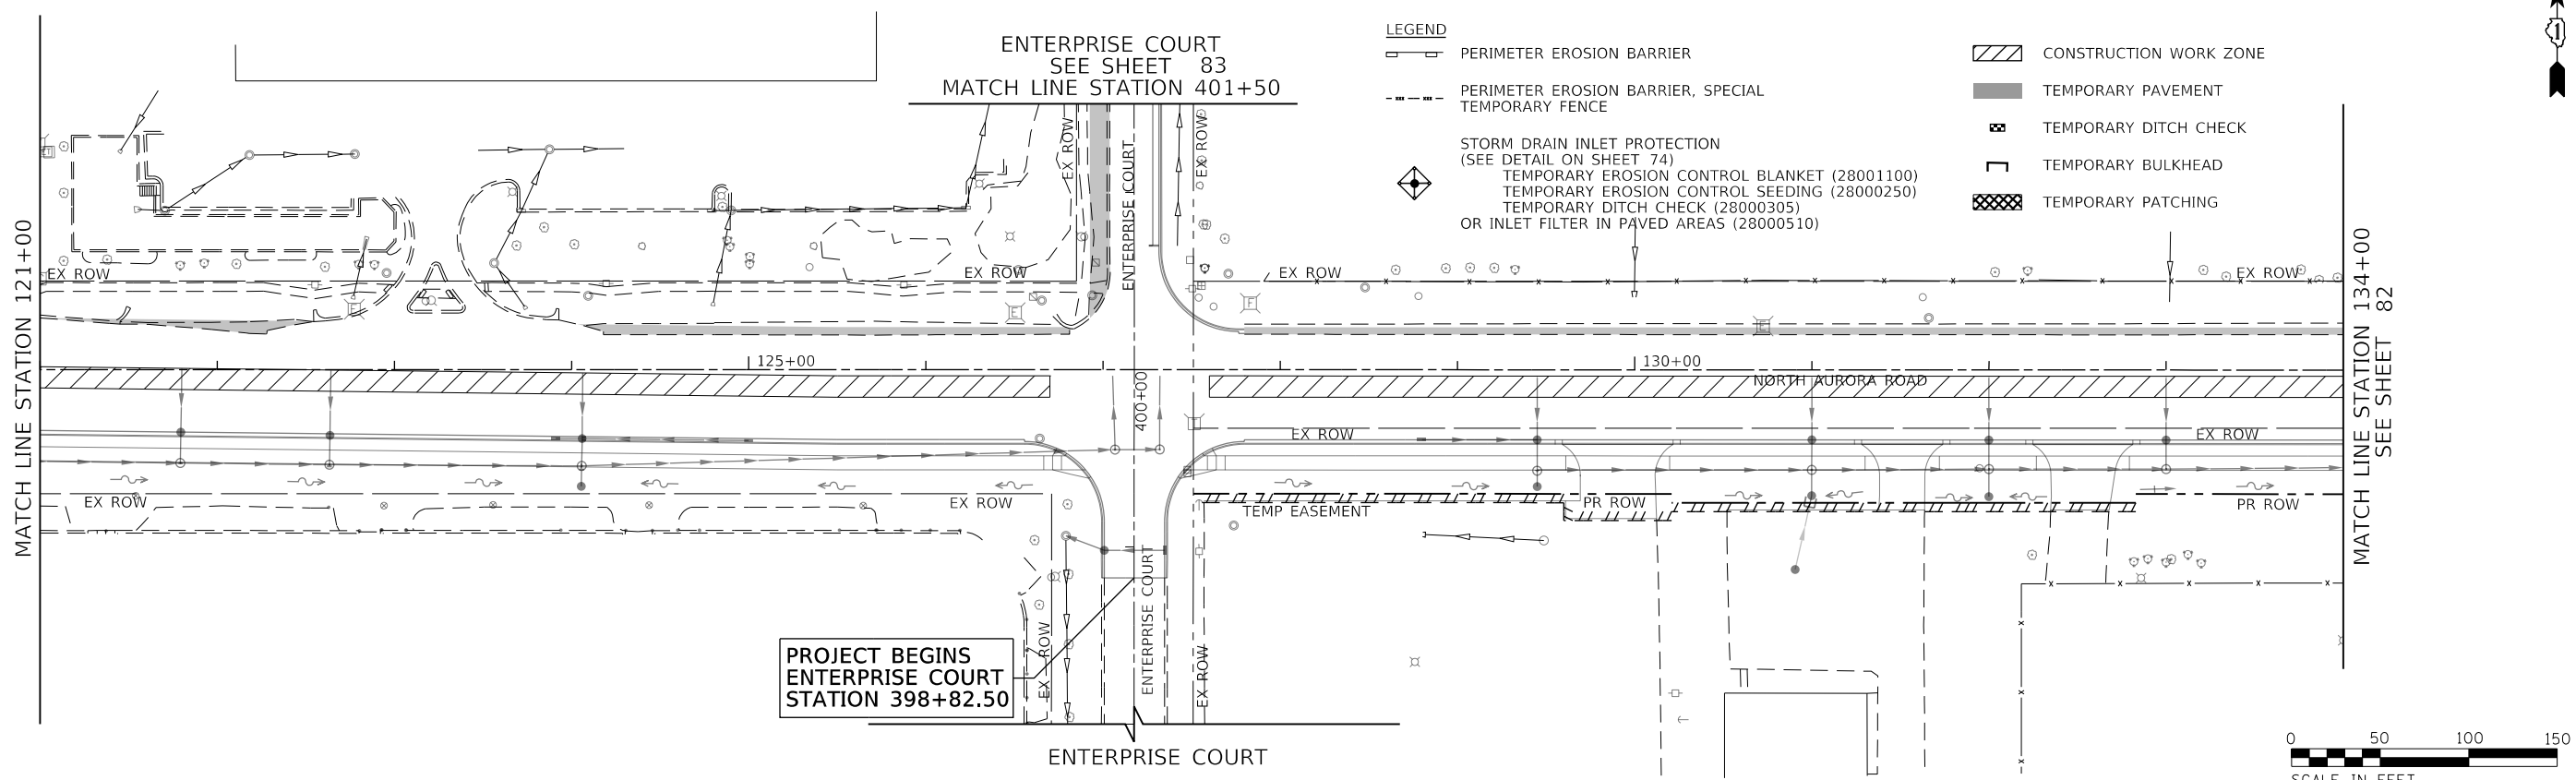 ENTERPRISE COURT
SEE SHEET 83
MATCH LINE STATION 401+50
LEGEND
PERIMETER EROSION BARRIER
PERIMETER EROSION BARRIER, SPECIAL
TEMPORARY FENCE
STORM DRAIN INLET PROTECTION
(SEE DETAIL ON SHEET 74)
TEMPORARY EROSION CONTROL BLANKET (28001100)
TEMPORARY EROSION CONTROL SEEDING (28000250)
TEMPORARY DITCH CHECK (28000305)
OR INLET FILTER IN PAVED AREAS (28000510)
CONSTRUCTION WORK ZONE
TEMPORARY PAVEMENT
TEMPORARY DITCH CHECK
TEMPORARY BULKHEAD
TEMPORARY PATCHING
1
MATCH LINE STATION 121+00
EX ROW
EX ROW
EX ROW
ENTERPRISE COURT
EX ROW
EX ROW
EX ROW
125+00
130+00
400+00
NORTH AURORA ROAD
EX ROW
EX ROW
EX ROW
EX ROW
TEMP EASEMENT
PR ROW
PR ROW
MATCH LINE STATION 134+00
SEE SHEET 82
PROJECT BEGINS
ENTERPRISE COURT
STATION 398+82.50
EX ROW
ENTERPRISE COURT
EX ROW
ENTERPRISE COURT
0 50 100 150
SCALE IN FEET